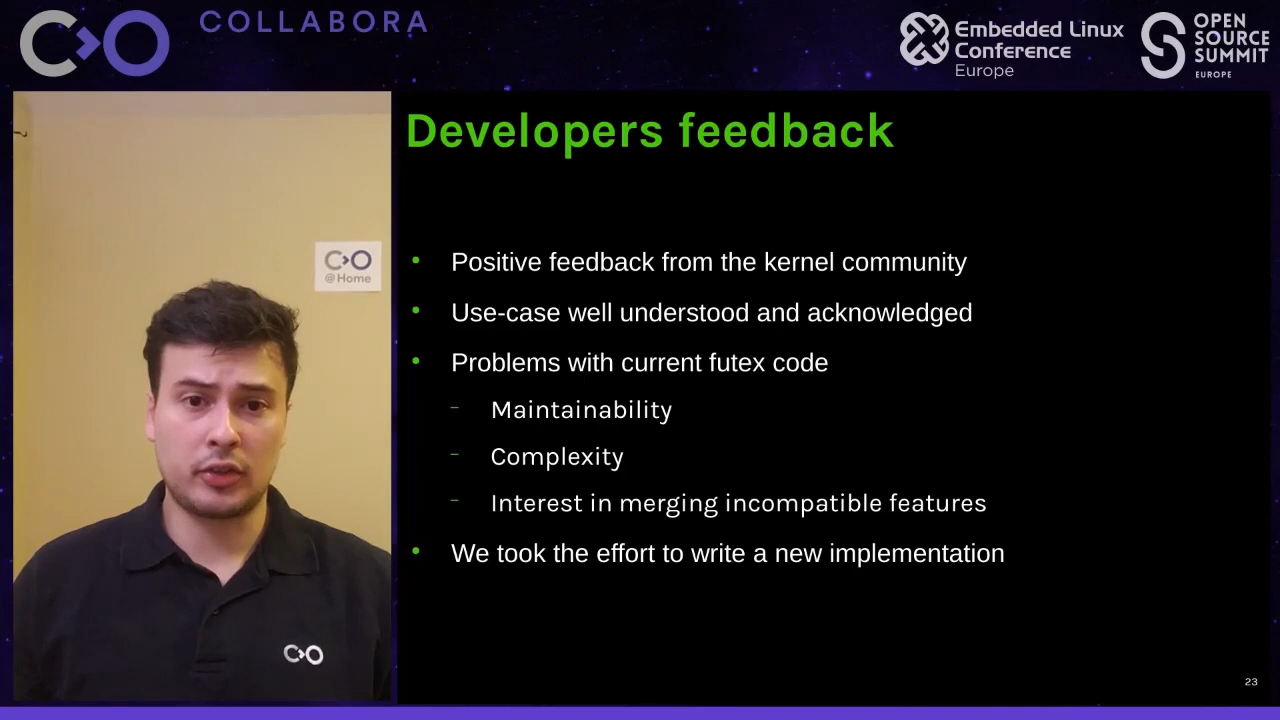 COLLABORA
Embedded Linux
Conference
Europe
OPEN
SOURCE
SUMMIT
EUROPE
Developers feedback
@Home
• Positive feedback from the kernel community
• Use-case well understood and acknowledged
• Problems with current futex code
– Maintainability
– Complexity
– Interest in merging incompatible features
• We took the effort to write a new implementation
23